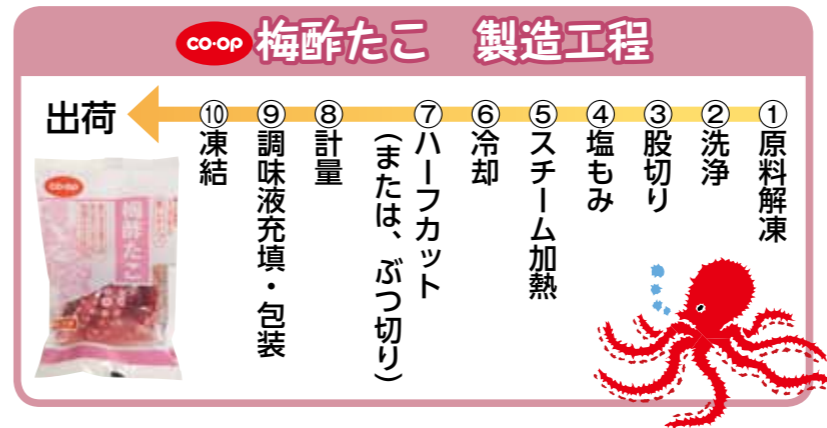 CO·OP 梅酢たこ 製造工程
①原料解凍
②洗浄
③股切り
④塩もみ
⑤スチーム加熱
⑥冷却
⑦ハーフカット
(または、ぶつ切り)
⑧計量
⑨調味液充填・包装
⑩凍結
出荷
CO·OP
梅酢たこ